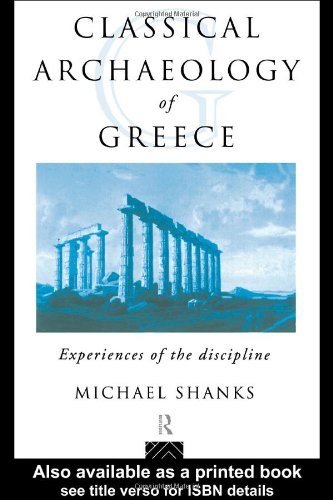 CLASSICAL
ARCHAEOLOGY
of
G
GREECE
Experiences of the discipline
MICHAEL SHANKS
Also available as a printed book
see title verso for ISBN details